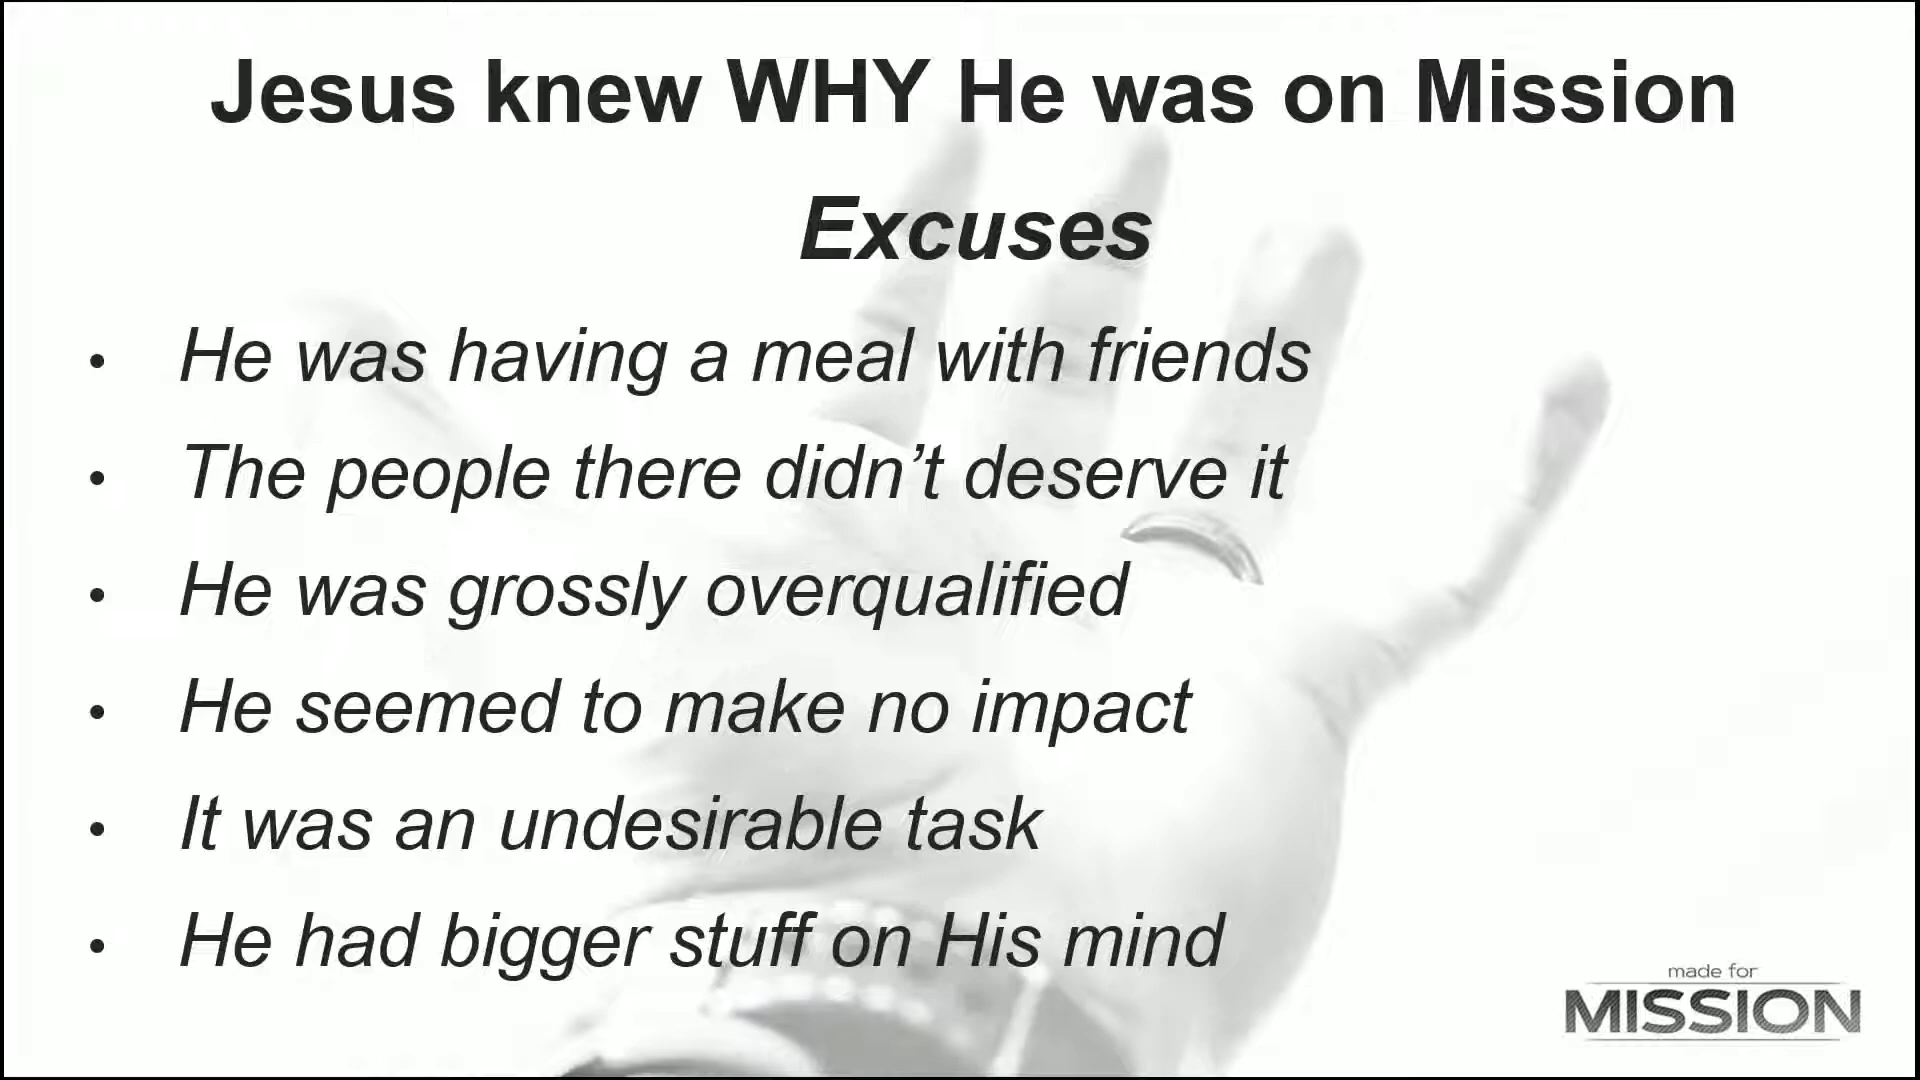 Jesus knew WHY He was on Mission
Excuses
• He was having a meal with friends
• The people there didn’t deserve it
• He was grossly overqualified
• He seemed to make no impact
• It was an undesirable task
• He had bigger stuff on His mind
made for
MISSION